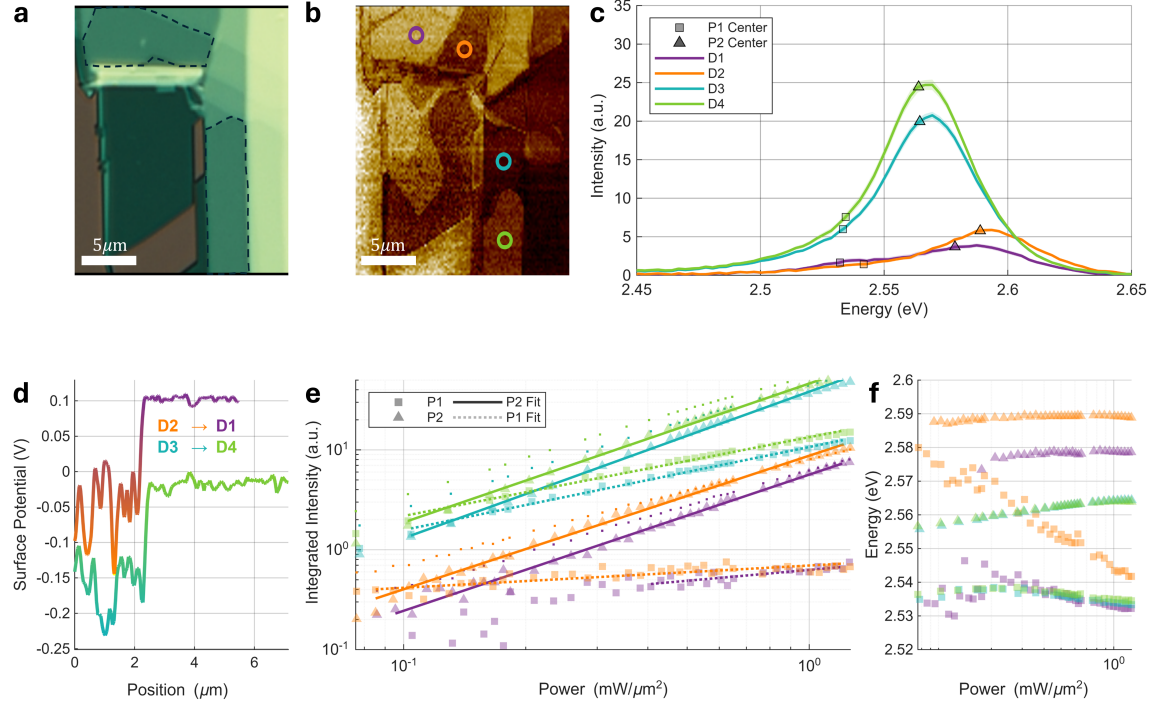 a
5μm
b
5μm
c
35
30
25
20
15
10
5
0
Intensity (a.u.)
P1 Center
P2 Center
D1
D2
D3
D4
2.45
2.5
2.55
2.6
2.65
Energy (eV)
d
0.1
0.05
0
-0.05
-0.1
-0.15
-0.2
-0.25
Surface Potential (V)
D2 → D1
D3 → D4
0
2
4
6
Position (μm)
e
P1
P2
P2 Fit
P1 Fit
10¹
10⁰
10⁻¹
Integrated Intensity (a.u.)
10⁻¹
10⁰
Power (mW/μm²)
f
2.6
2.59
2.58
2.57
2.56
2.55
2.54
2.53
2.52
Energy (eV)
10⁰
Power (mW/μm²)